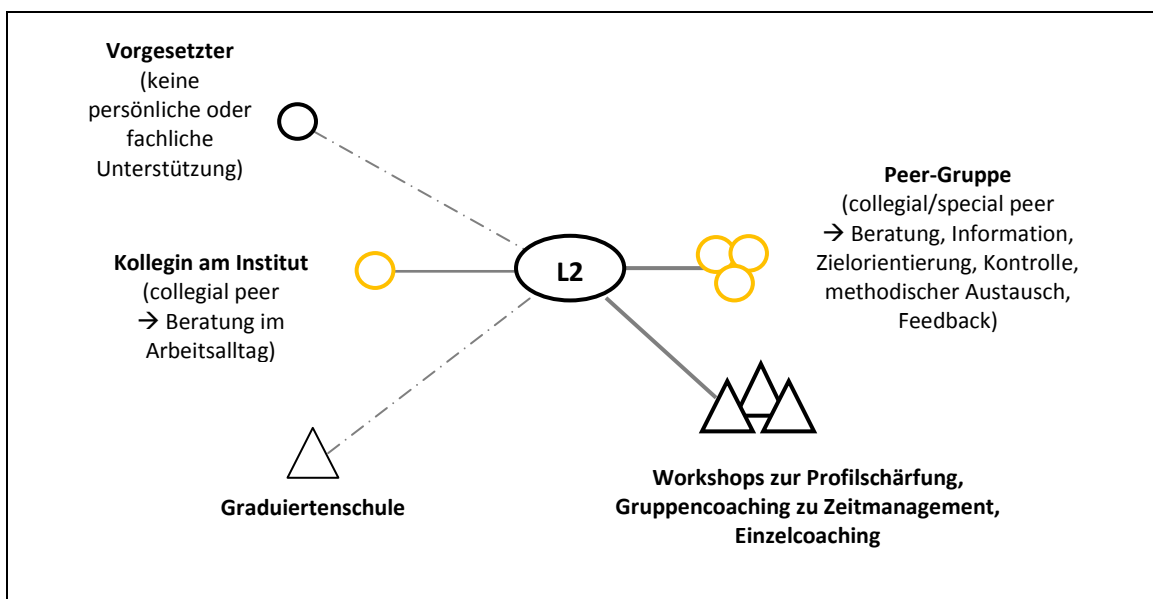 Vorgesetzter
(keine
persönliche oder
fachliche
Unterstützung)
Peer-Gruppe
(collegial/special peer
→ Beratung, Information,
Zielorientierung, Kontrolle,
methodischer Austausch,
Feedback)
Kollegin am Institut
(collegial peer
→ Beratung im
Arbeitsalltag)
L2
Graduiertenschule
Workshops zur Profilschärfung,
Gruppencoaching zu Zeitmanagement,
Einzelcoaching